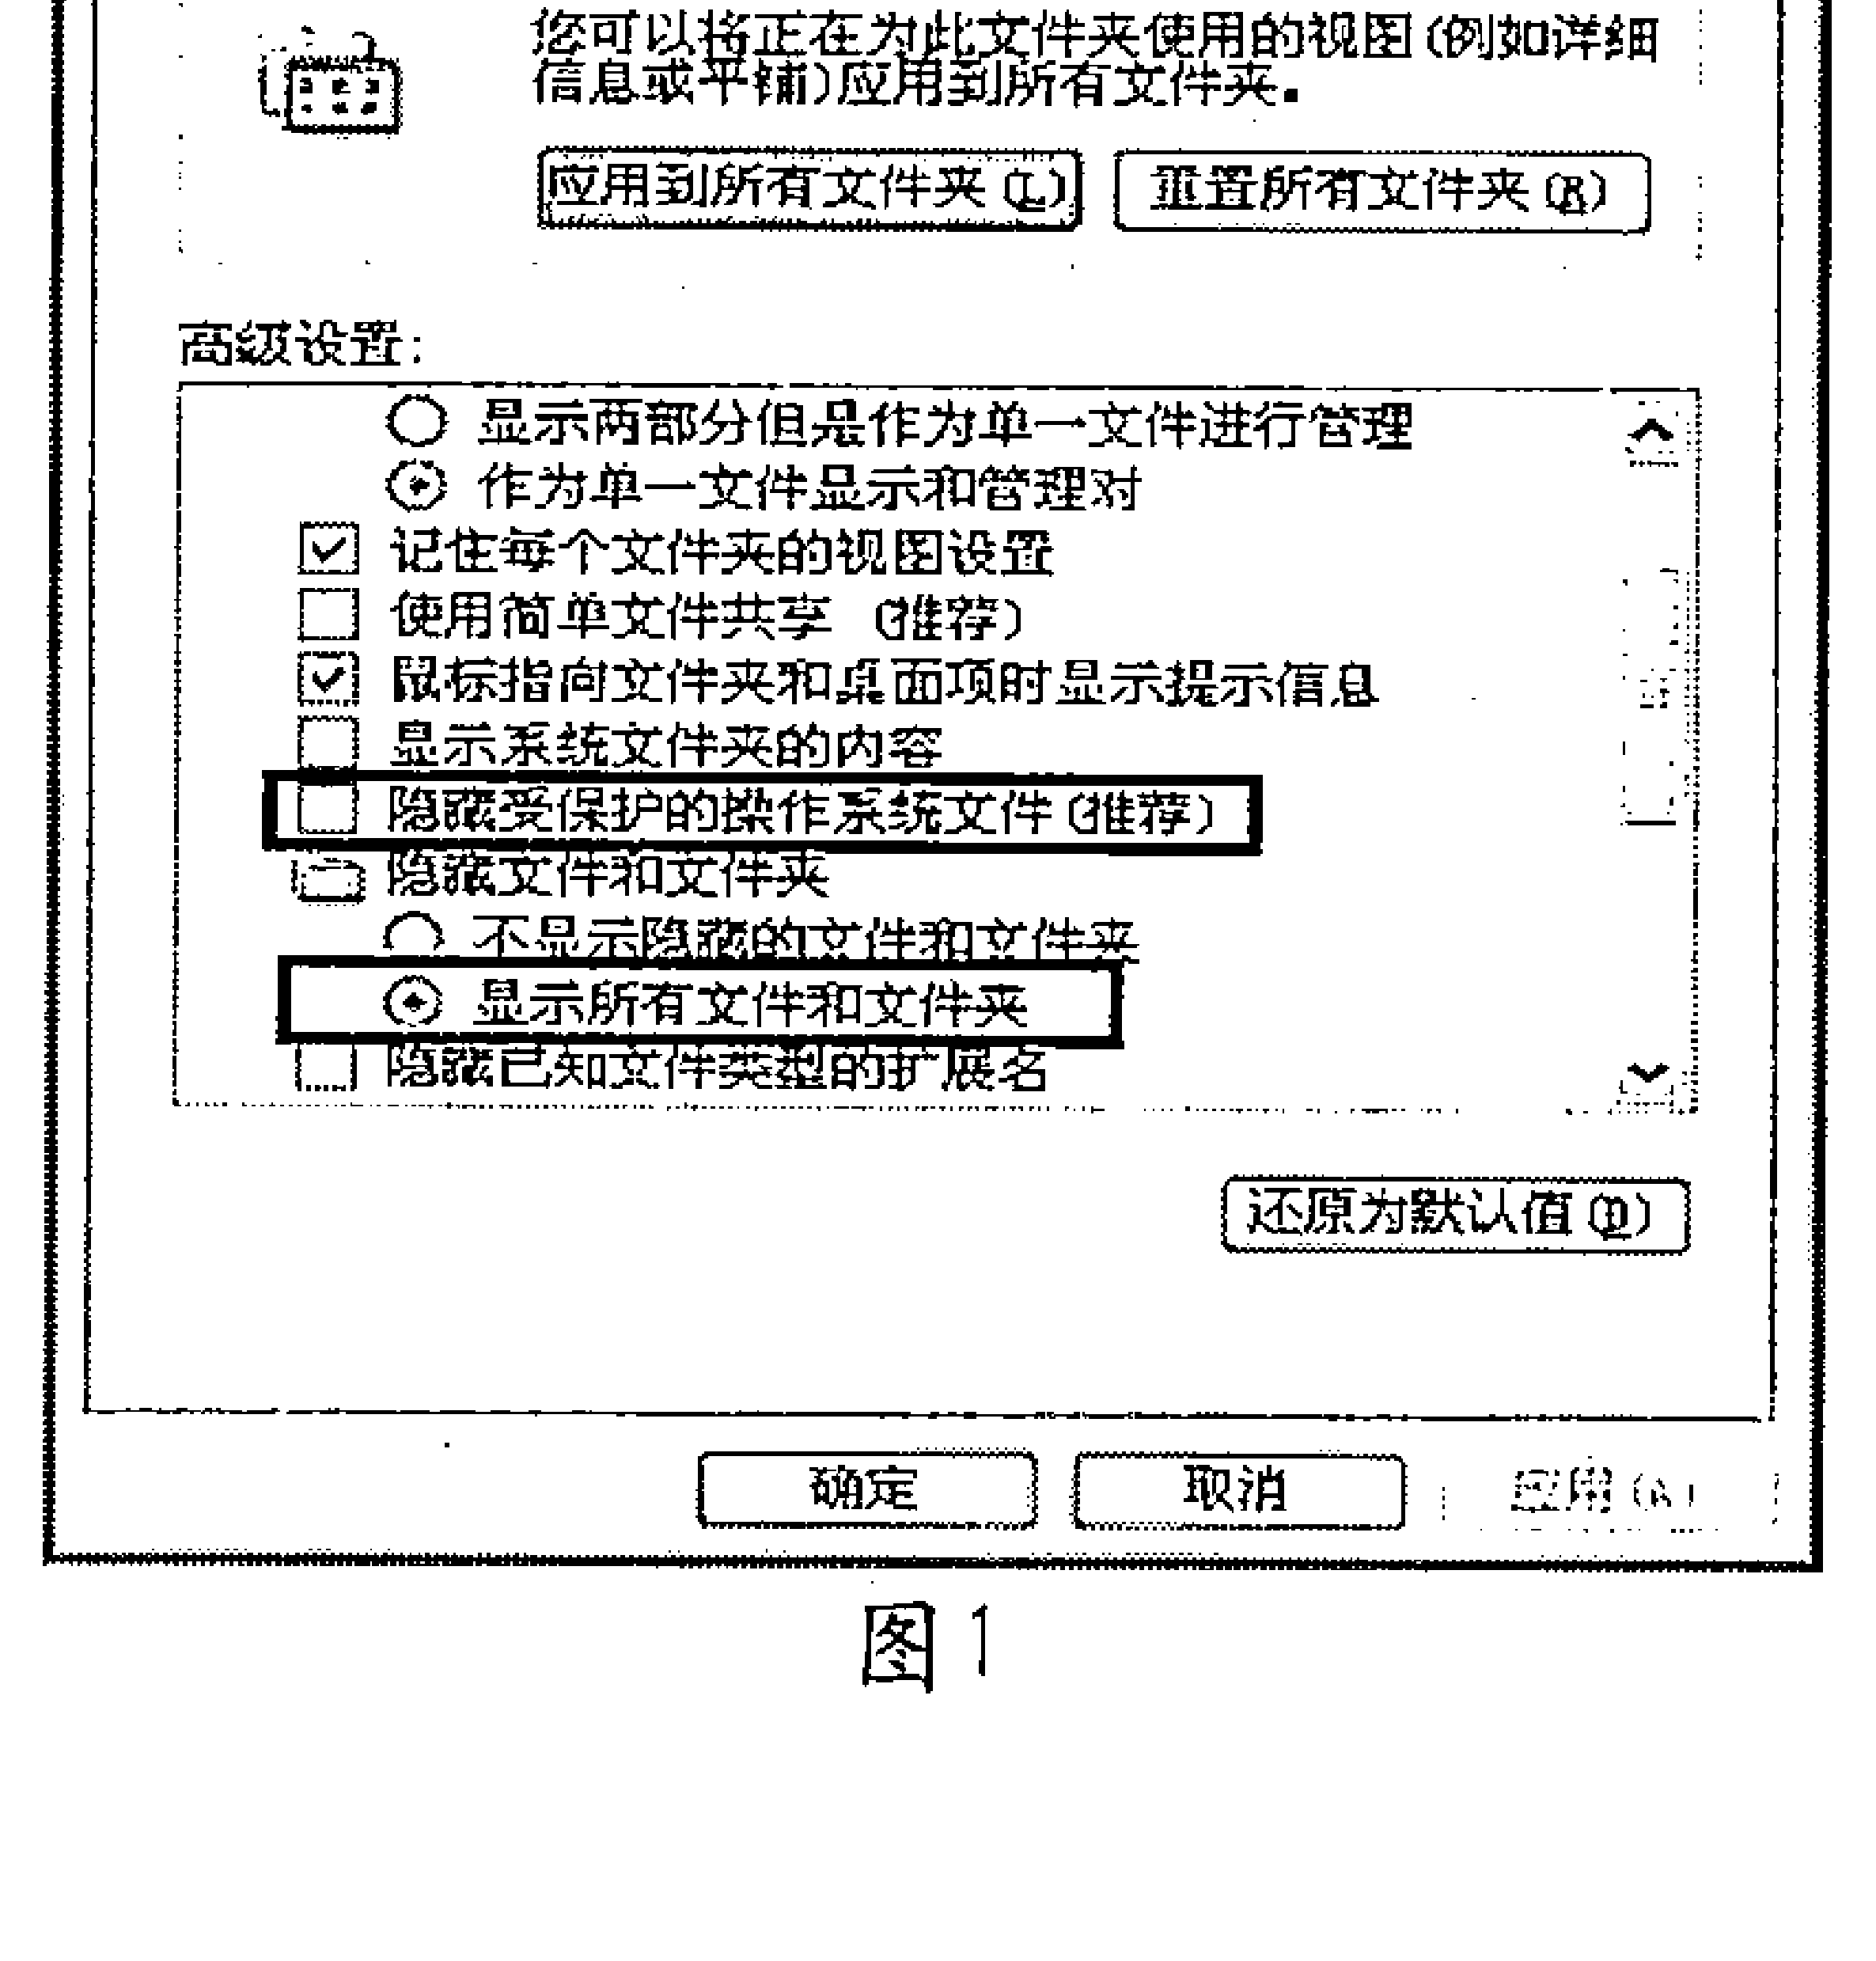 您可以将正在为此文件夹使用的视图(例如详细
信息或平铺)应用到所有文件夹。
应用到所有文件夹(L) 重置所有文件夹(R)
高级设置:
显示两部分但是作为单一文件进行管理
作为单一文件显示和管理对
记住每个文件夹的视图设置
使用简单文件共享 (推荐)
鼠标指向文件夹和桌面项时显示提示信息
显示系统文件夹的内容
隐藏受保护的操作系统文件(推荐)
隐藏文件和文件夹
不显示隐藏的文件和文件夹
显示所有文件和文件夹
隐藏已知文件类型的扩展名
还原为默认值(D)
确定 取消 应用(A)
图1